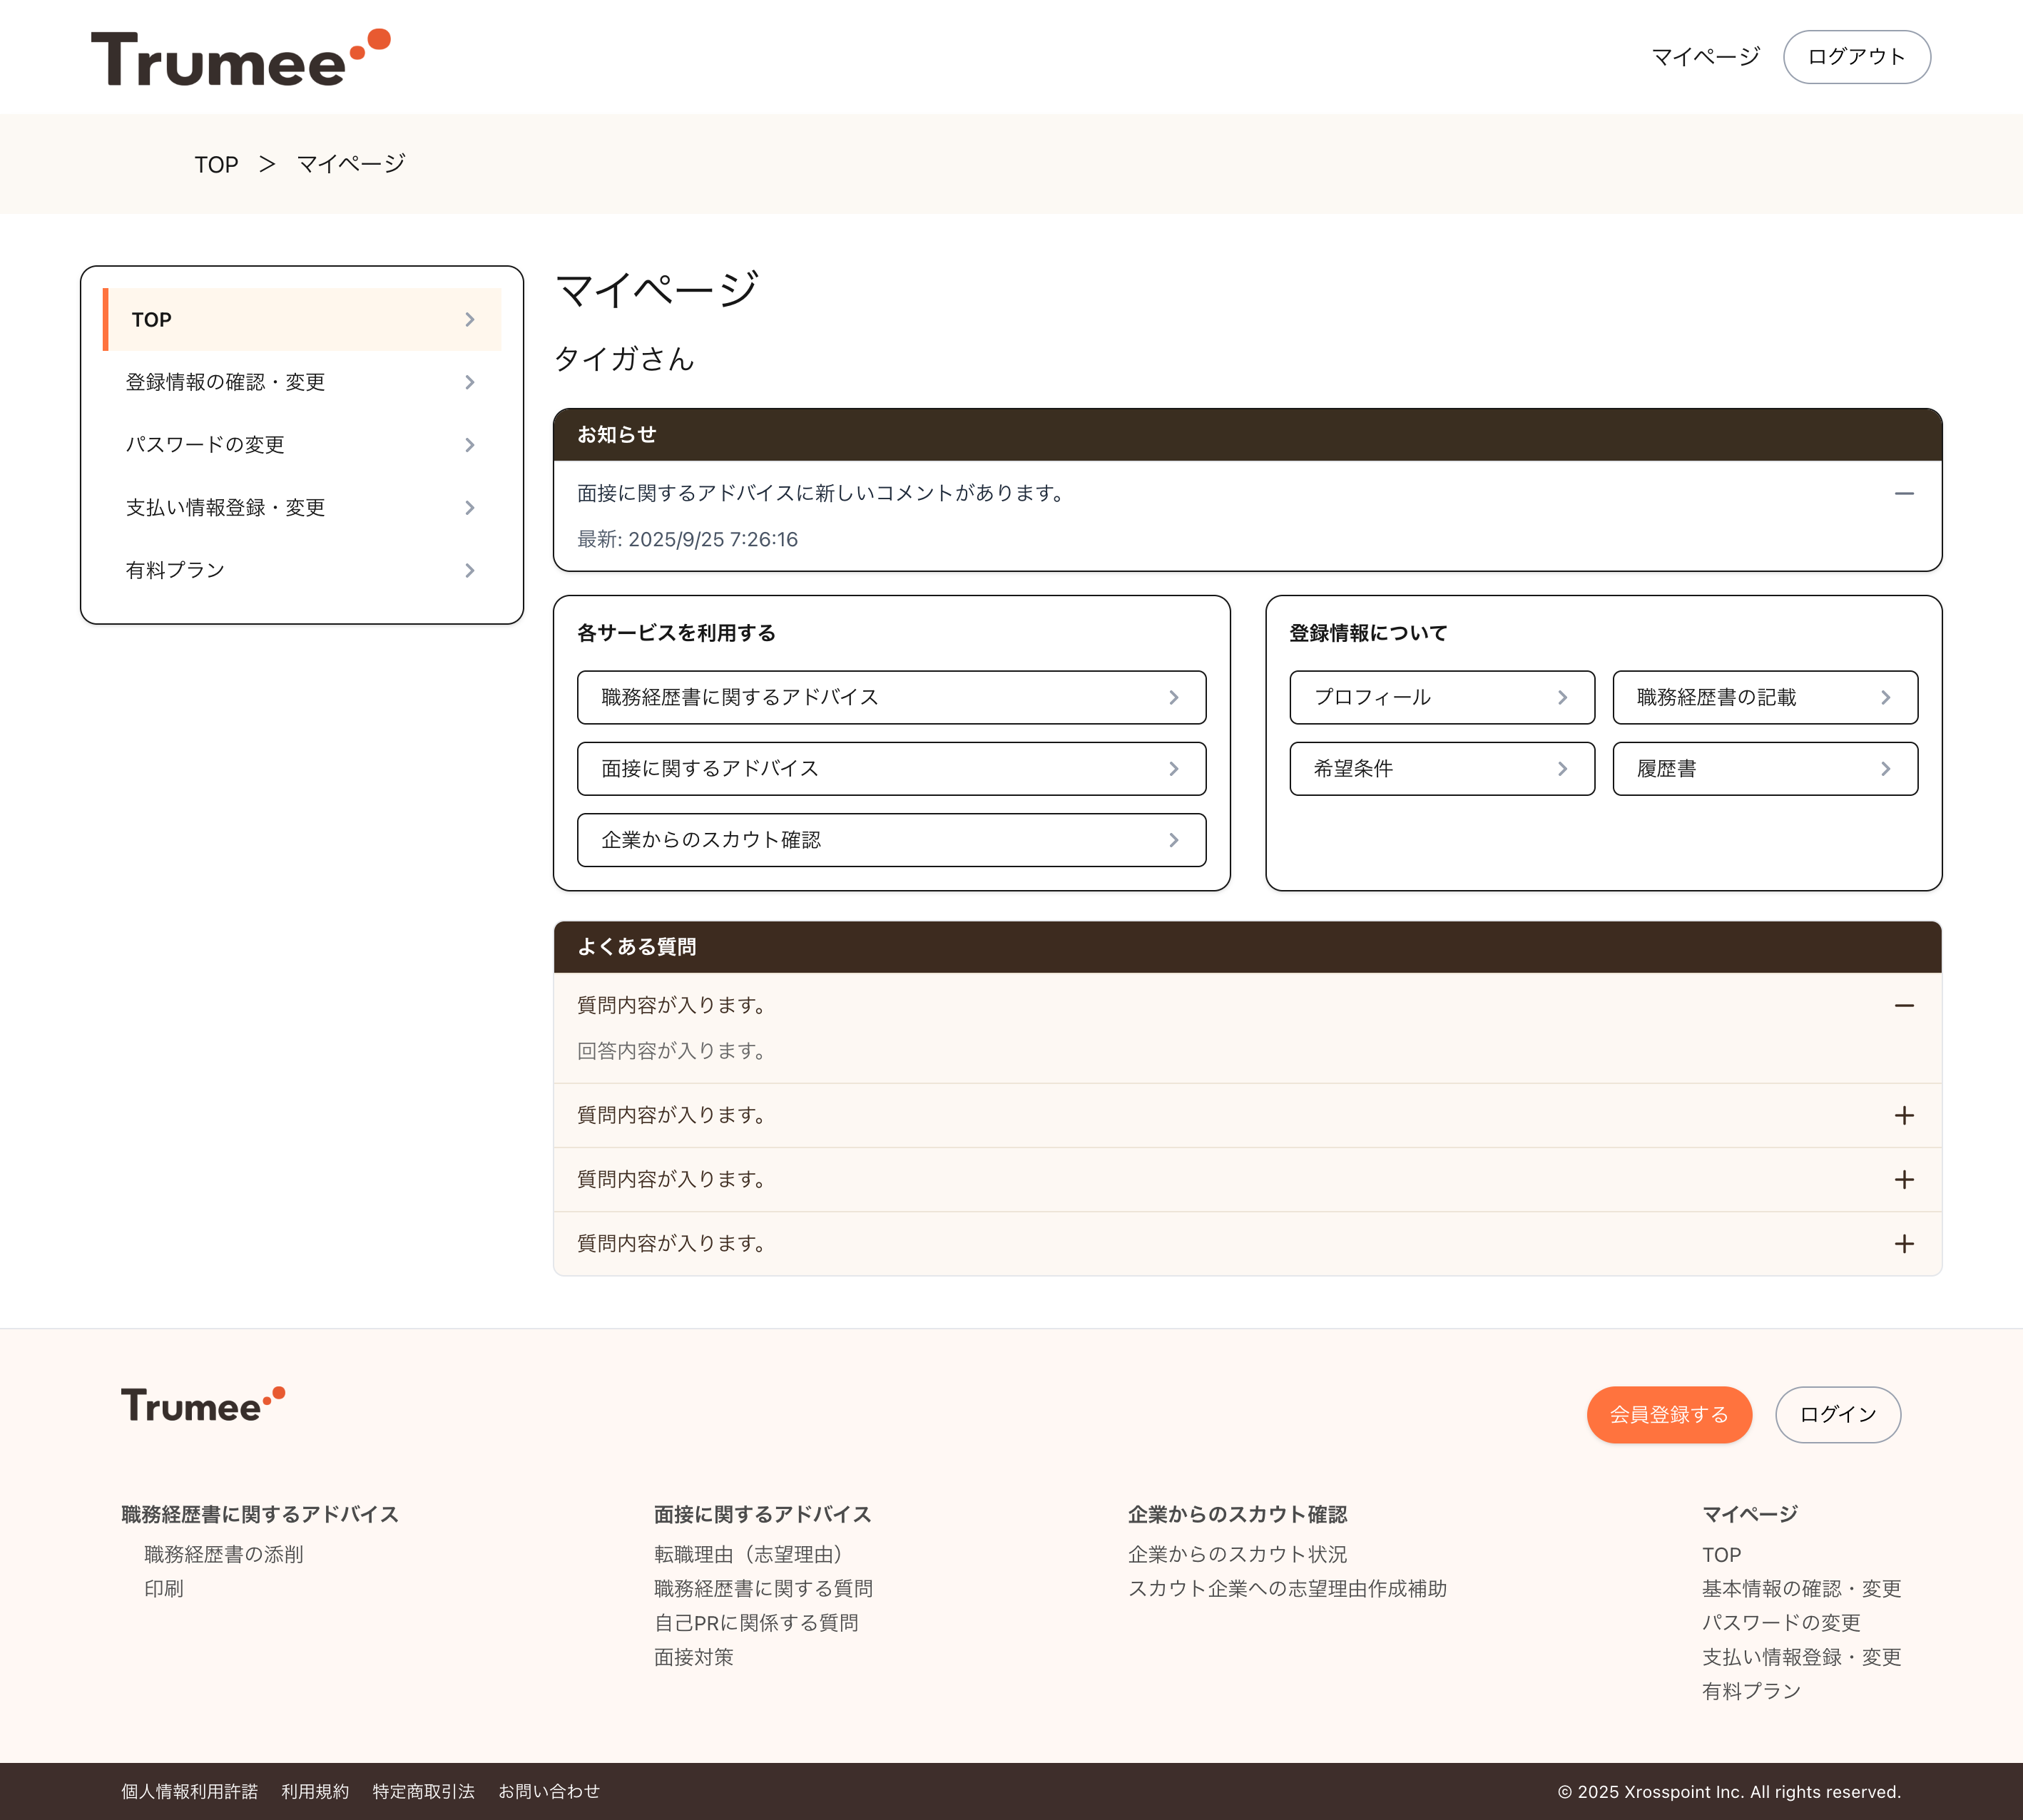 Trumee
マイページ
ログアウト
TOP ＞ マイページ
TOP
登録情報の確認・変更
パスワードの変更
支払い情報登録・変更
有料プラン
マイページ
タイガさん
お知らせ
面接に関するアドバイスに新しいコメントがあります。
最新: 2025/9/25 7:26:16
各サービスを利用する
職務経歴書に関するアドバイス
面接に関するアドバイス
企業からのスカウト確認
登録情報について
プロフィール
職務経歴書の記載
希望条件
履歴書
よくある質問
質問内容が入ります。
回答内容が入ります。
質問内容が入ります。
質問内容が入ります。
質問内容が入ります。
Trumee
会員登録する
ログイン
職務経歴書に関するアドバイス
職務経歴書の添削
印刷
面接に関するアドバイス
転職理由（志望理由）
職務経歴書に関する質問
自己PRに関係する質問
面接対策
企業からのスカウト確認
企業からのスカウト状況
スカウト企業への志望理由作成補助
マイページ
TOP
基本情報の確認・変更
パスワードの変更
支払い情報登録・変更
有料プラン
個人情報利用許諾 利用規約 特定商取引法 お問い合わせ
© 2025 Xrosspoint Inc. All rights reserved.